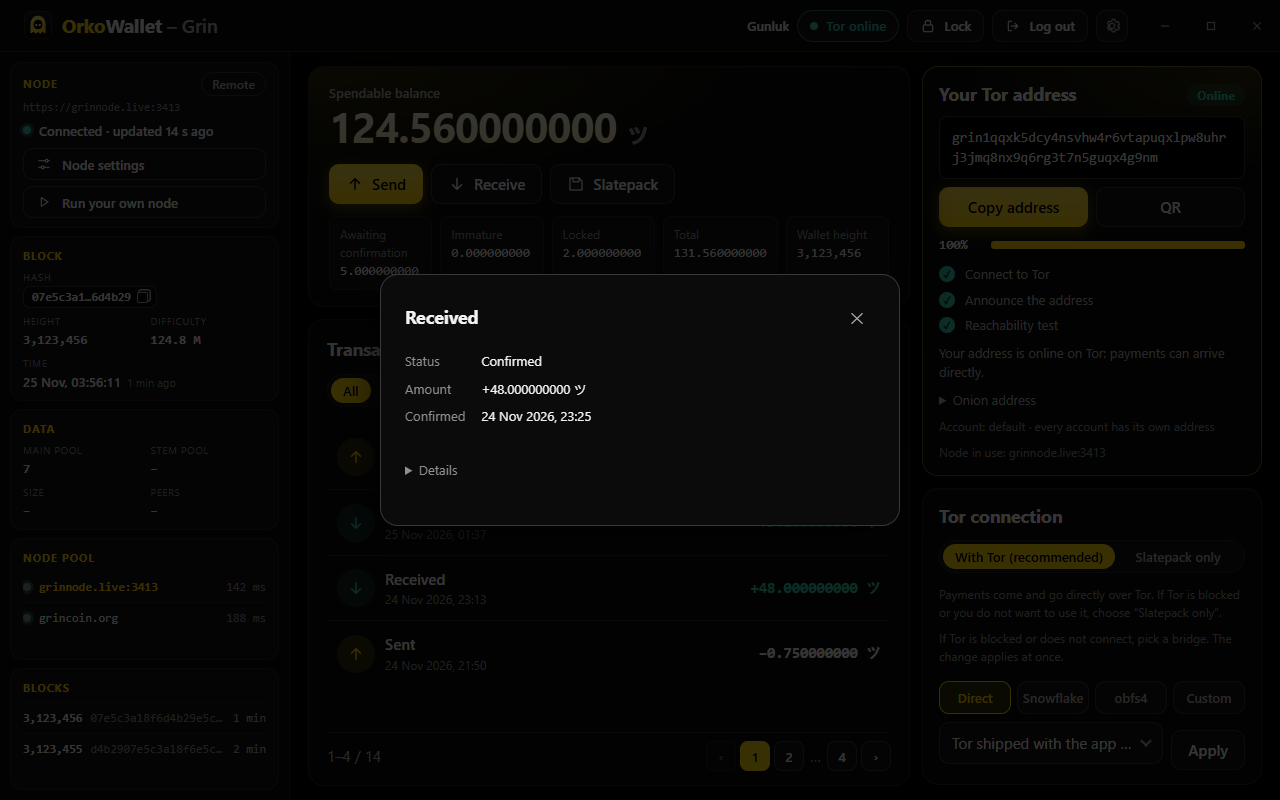 OrkoWallet – Grin
Gunluk
Tor online
Lock
Log out
NODE
Remote
https://grinnode.live:3413
Connected · updated 14 s ago
Node settings
Run your own node
BLOCK
HASH
07e5c3a1…6d4b29
HEIGHT
DIFFICULTY
3,123,456
124.8 M
TIME
25 Nov, 03:56:11 1 min ago
DATA
MAIN POOL
STEM POOL
7
–
SIZE
PEERS
–
–
NODE POOL
grinnode.live:3413
142 ms
grincoin.org
188 ms
BLOCKS
3,123,456 07e5c3a18f6d4b29e5c… 1 min
3,123,455 d4b2907e5c3a18f6e5c… 2 min
Spendable balance
124.560000000 ツ
Send
Receive
Slatepack
Awaiting
confirmation
5.000000000
Immature
0.000000000
Locked
2.000000000
Total
131.560000000
Wallet height
3,123,456
Transa
All
Received
Status
Confirmed
Amount
+48.000000000 ツ
Confirmed
24 Nov 2026, 23:25
Details
25 Nov 2026, 01:37
Received
24 Nov 2026, 23:13
+48.000000000 ツ
Sent
24 Nov 2026, 21:50
−0.750000000 ツ
1–4 / 14
‹
1
2
…
4
›
Your Tor address
Online
grin1qqxk5dcy4nsvhw4r6vtapuqxlpw8uhr
j3jmq8nx9q6rg3t7n5guqx4g9nm
Copy address
QR
100%
Connect to Tor
Announce the address
Reachability test
Your address is online on Tor: payments can arrive
directly.
Onion address
Account: default · every account has its own address
Node in use: grinnode.live:3413
Tor connection
With Tor (recommended)
Slatepack only
Payments come and go directly over Tor. If Tor is blocked
or you do not want to use it, choose “Slatepack only”.
If Tor is blocked or does not connect, pick a bridge. The
change applies at once.
Direct
Snowflake
obfs4
Custom
Tor shipped with the app ...
Apply